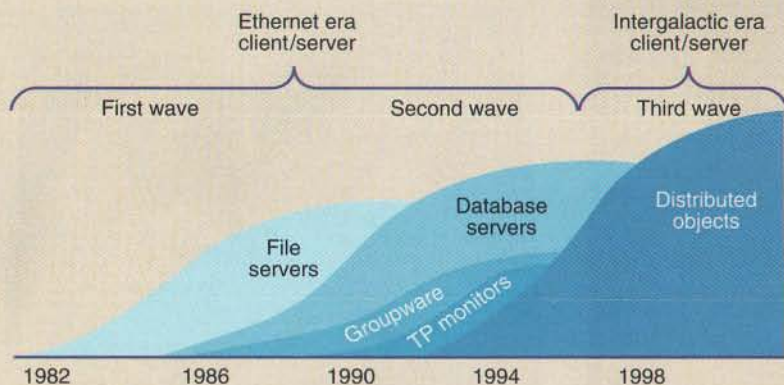 Ethernet era
client/server
Intergalactic era
client/server
First wave
Second wave
Third wave
File
servers
Database
servers
Groupware
TP monitors
Distributed
objects
1982
1986
1990
1994
1998